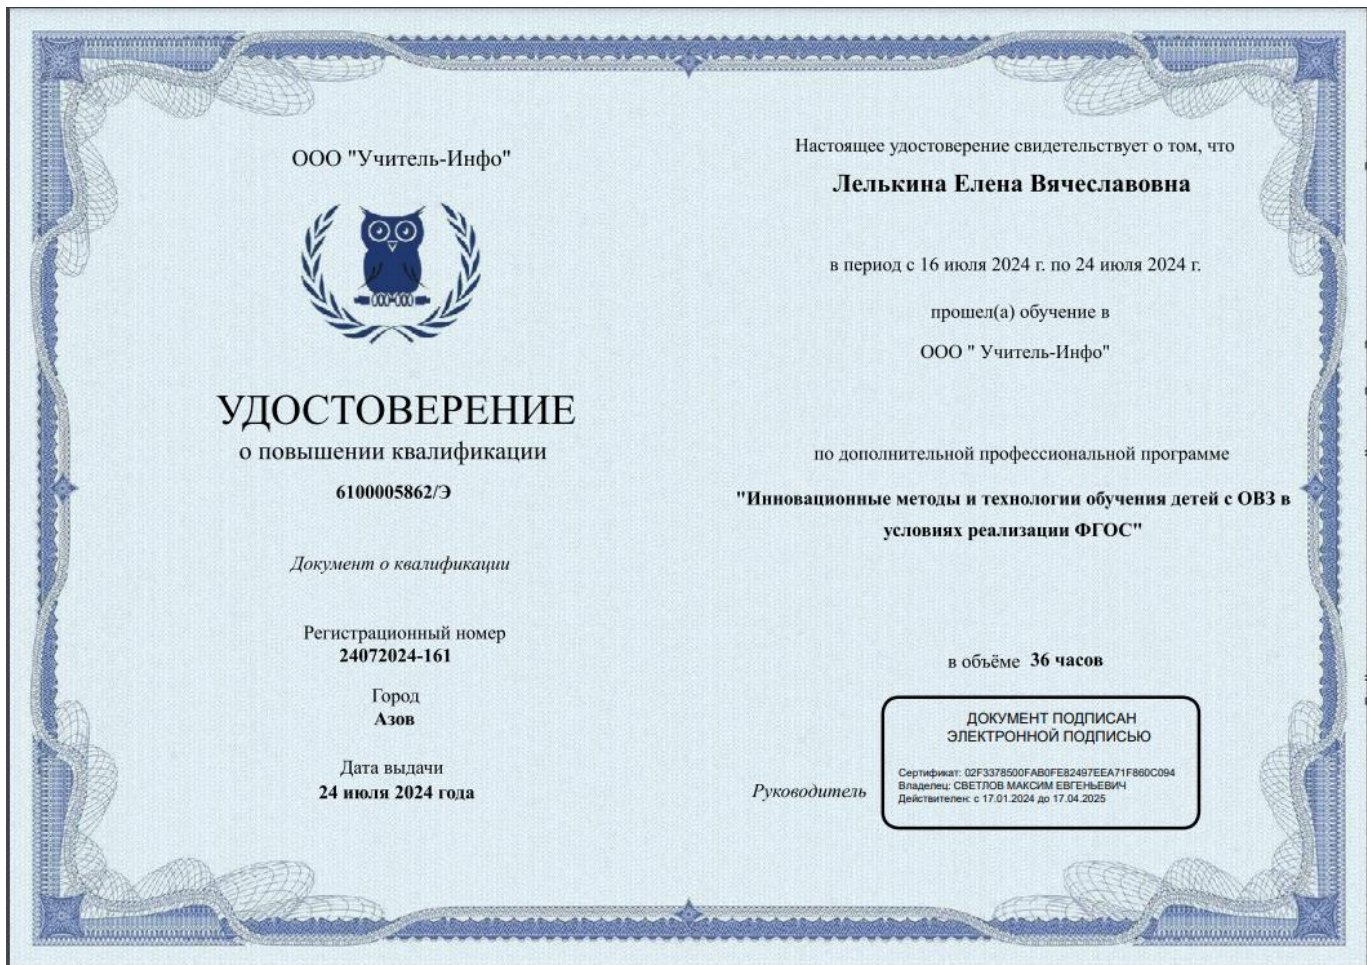 ООО "Учитель-Инфо"
УДОСТОВЕРЕНИЕ
о повышении квалификации
6100005862/Э
Документ о квалификации
Регистрационный номер
24072024-161
Город
Азов
Дата выдачи
24 июля 2024 года
Настоящее удостоверение свидетельствует о том, что
Лелькина Елена Вячеславовна
в период с 16 июля 2024 г. по 24 июля 2024 г.
прошел(а) обучение в
ООО " Учитель-Инфо"
по дополнительной профессиональной программе
"Инновационные методы и технологии обучения детей с ОВЗ в
условиях реализации ФГОС"
в объёме 36 часов
Руководитель
ДОКУМЕНТ ПОДПИСАН
ЭЛЕКТРОННОЙ ПОДПИСЬЮ
Сертификат: 02F3378500FAB0FE82497EEA71F860C094
Владелец: СВЕТЛОВ МАКСИМ ЕВГЕНЬЕВИЧ
Действителен: с 17.01.2024 до 17.04.2025